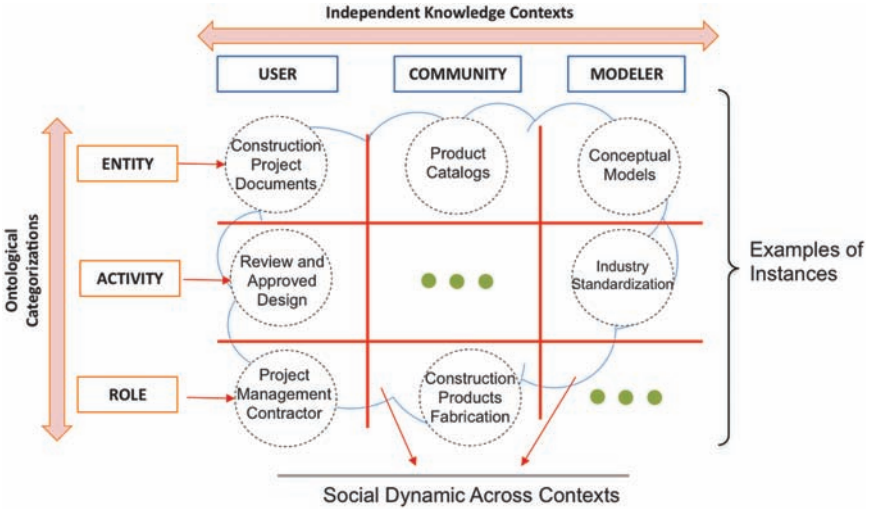 Independent Knowledge Contexts
USER
COMMUNITY
MODELER
Ontological
Categorizations
ENTITY
Construction
Project
Documents
Product
Catalogs
Conceptual
Models
ACTIVITY
Review and
Approved
Design
Industry
Standardization
Examples of
Instances
ROLE
Project
Management
Contractor
Construction
Products
Fabrication
Social Dynamic Across Contexts